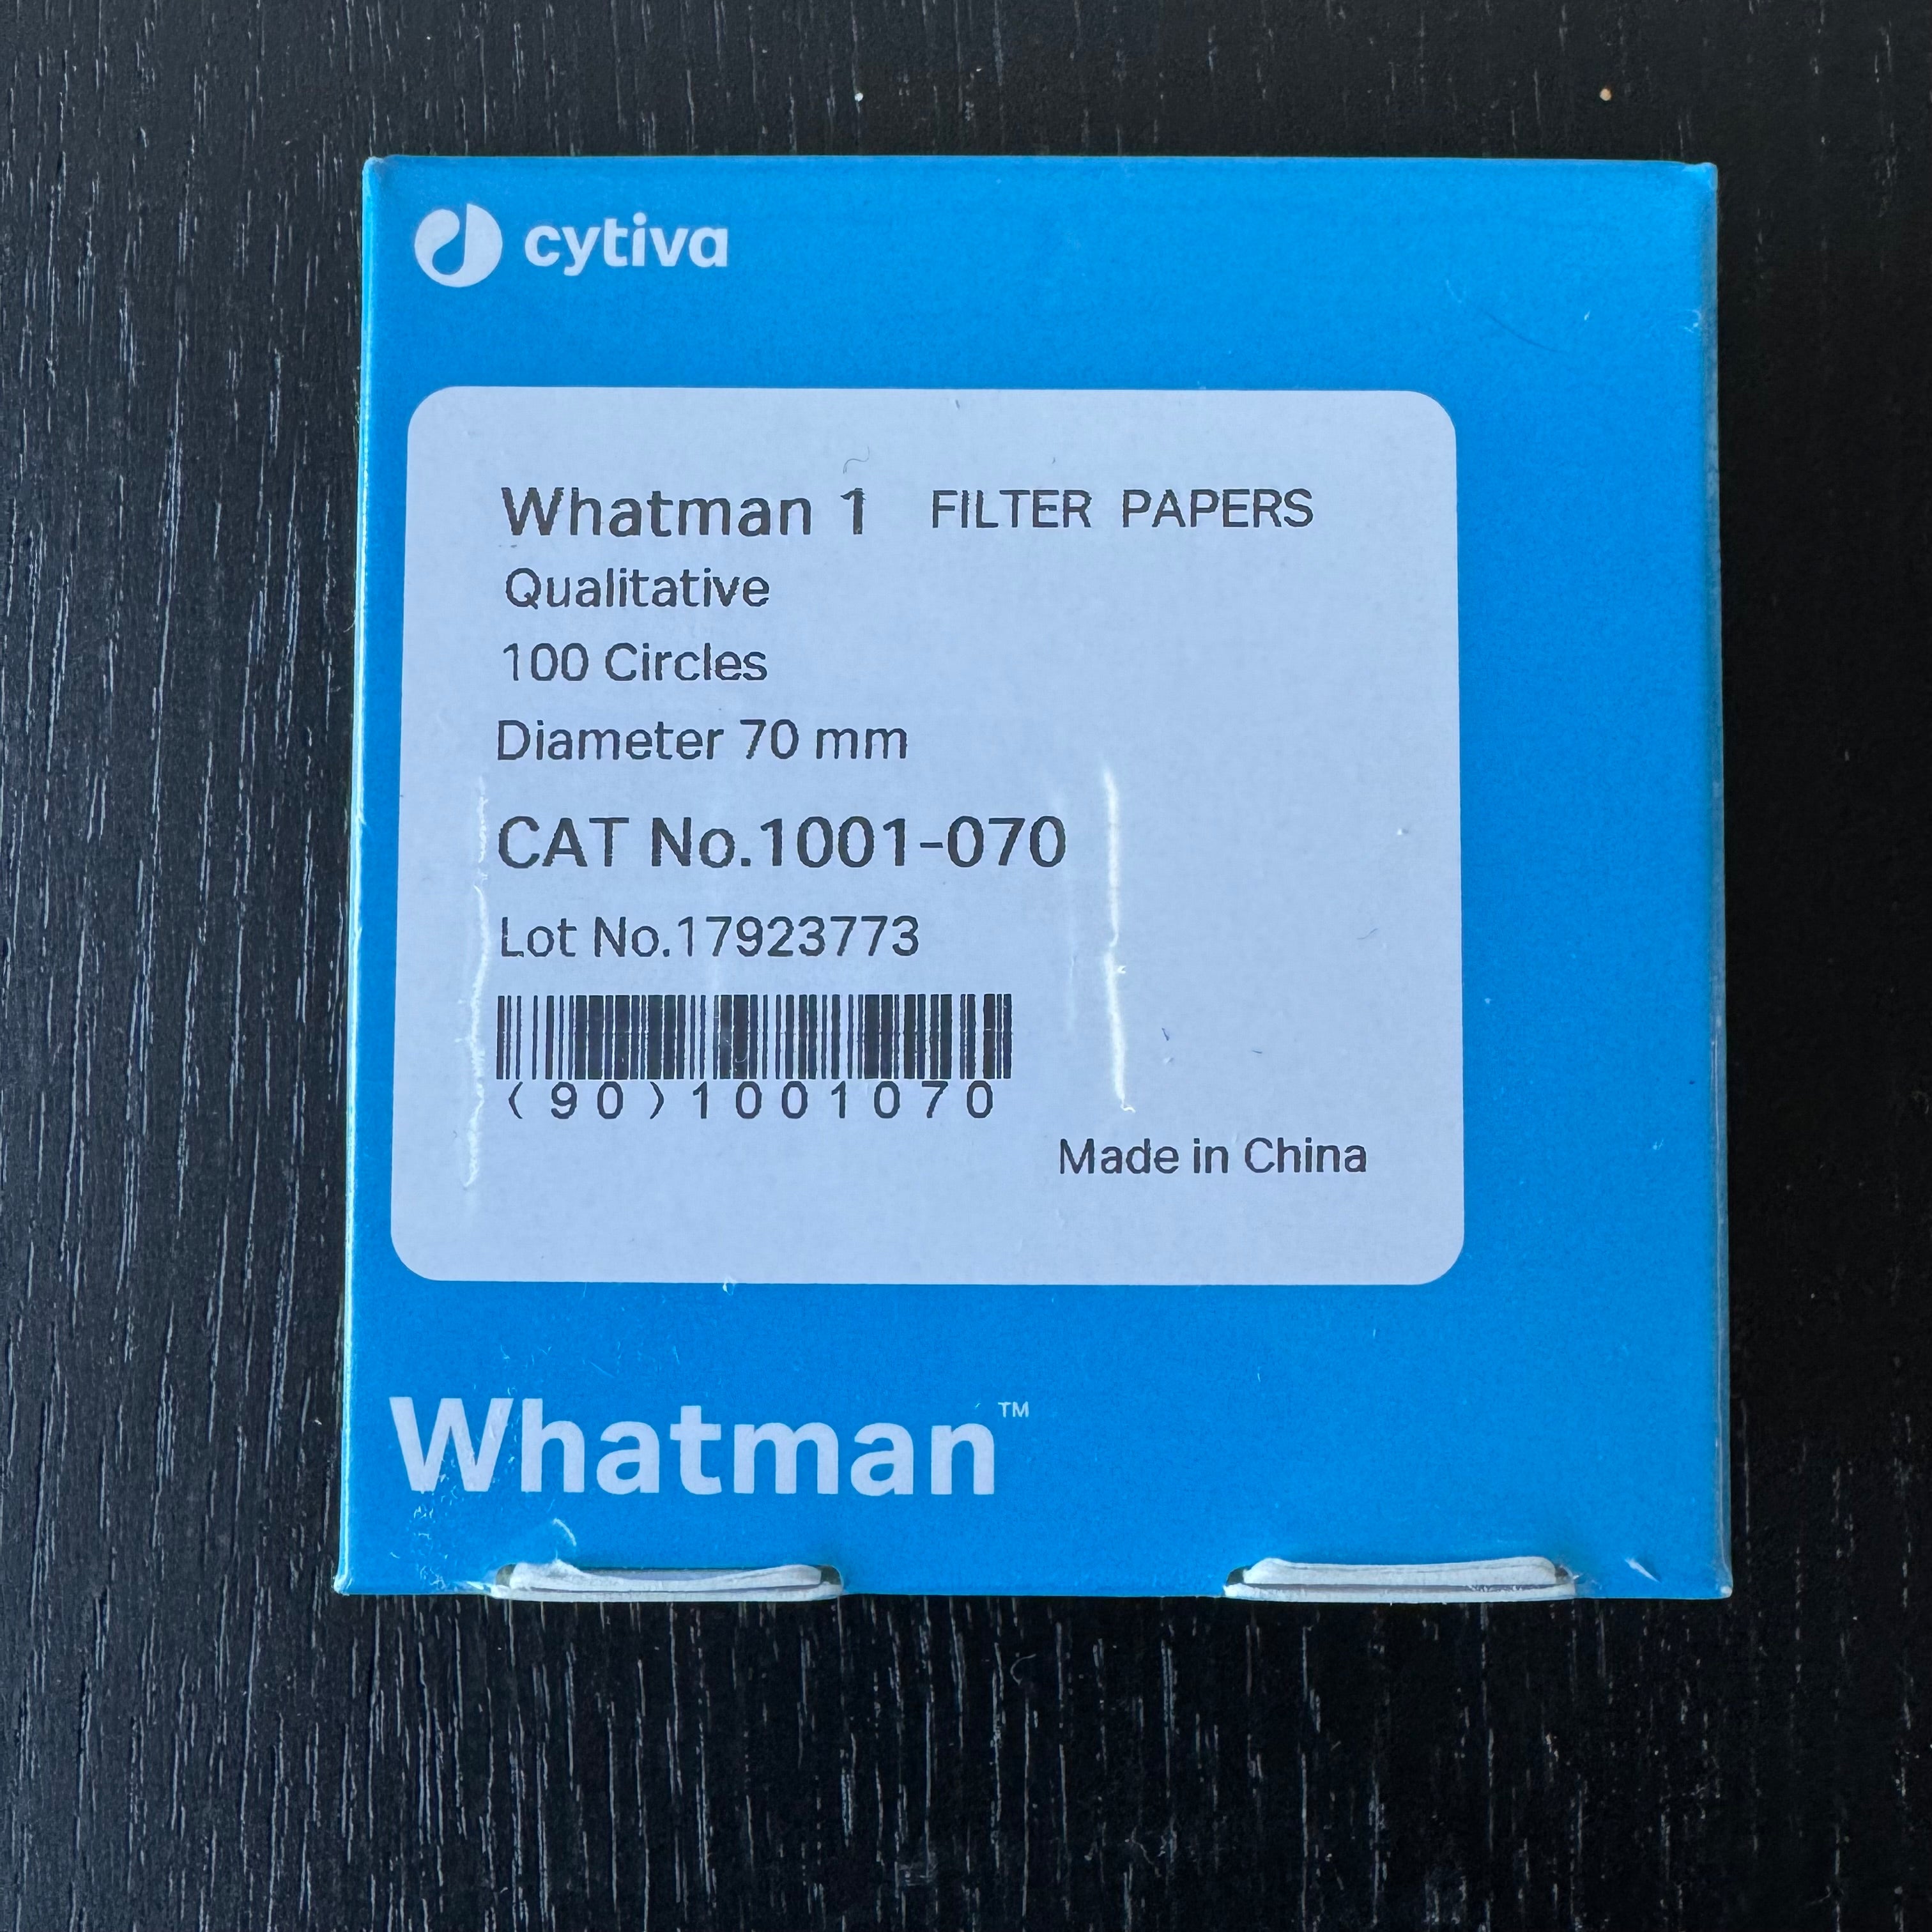 cytiva
Whatman 1 FILTER PAPERS
Qualitative
100 Circles
Diameter 70 mm
CAT No.1001-070
Lot No.17923773
(90)1001070
Made in China
Whatman™